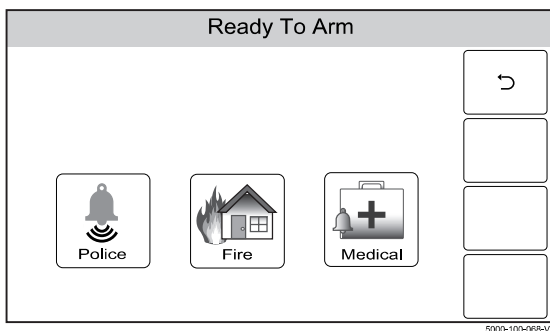 Ready To Arm
Police
Fire
Medical
5000-100-068-V